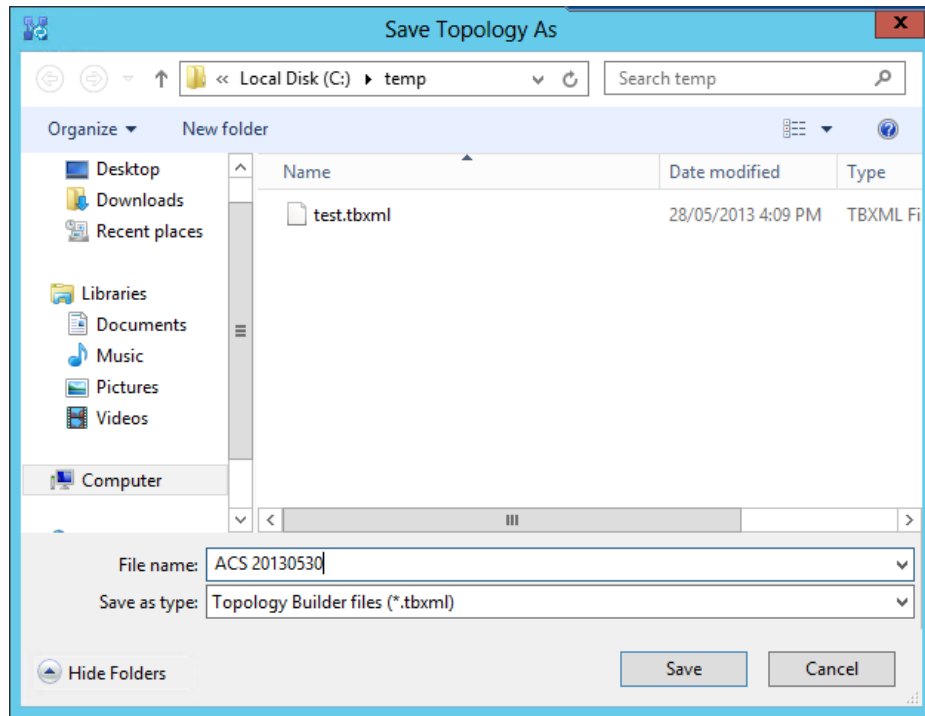 Save Topology As
x
« Local Disk (C:) temp
Search temp
Organize
New folder
Name
Date modified
Type
Desktop
Downloads
Recent places
test.tbxml
28/05/2013 4:09 PM
TBXML Fi
Libraries
Documents
Music
Pictures
Videos
Computer
File name: ACS 20130530
Save as type: Topology Builder files (*.tbxml)
Hide Folders
Save
Cancel